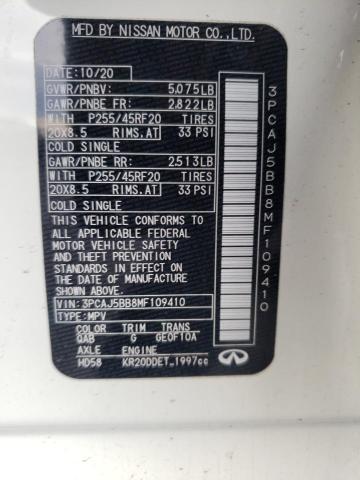 MFD BY NISSAN MOTOR CO., LTD.
DATE: 10/20
GVWR/PNBV: 5,075LB
GAWR/PNBE FR: 2,822LB
WITH P255/45RF20 TIRES
20X8.5 RIMS.AT 33 PSI
COLD SINGLE
GAWR/PNBE RR: 2,513LB
WITH P255/45RF20 TIRES
20X8.5 RIMS.AT 33 PSI
COLD SINGLE
THIS VEHICLE CONFORMS TO
ALL APPLICABLE FEDERAL
MOTOR VEHICLE SAFETY
AND THEFT PREVENTION
STANDARDS IN EFFECT ON
THE DATE OF MANUFACTURE
SHOWN ABOVE.
VIN: 3PCAJ5BB8MF109410
TYPE: MPV
COLOR TRIM TRANS
QAB G GEOF10A
AXLE ENGINE
HD58 KR20DDET_1997cc
INFINITI
3PCAJ5BB8MF109410